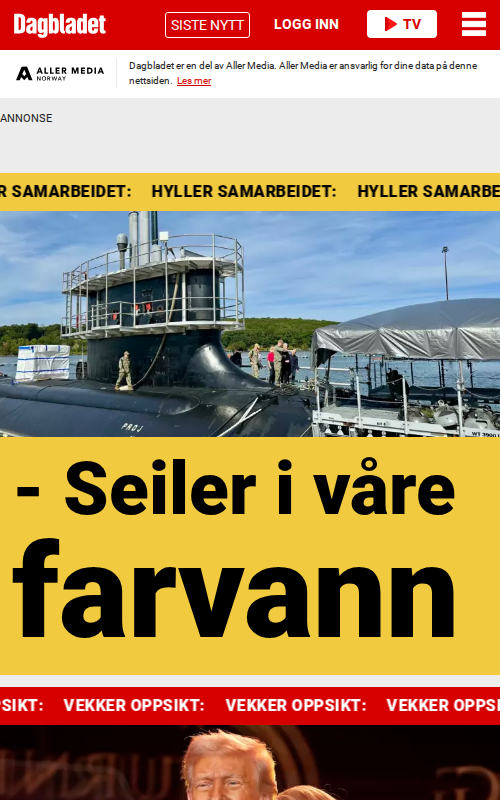 Dagbladet
SISTE NYTT
LOGG INN
TV
ALLER MEDIA
NORWAY
Dagbladet er en del av Aller Media. Aller Media er ansvarlig for dine data på denne
nettsiden. Les mer
ANNONSE
R SAMARBEIDET: HYLLER SAMARBEIDET: HYLLER SAMARBE
PROJ
- Seiler i våre
farvann
SIKT: VEKKER OPPSIKT: VEKKER OPPSIKT: VEKKER OPPS